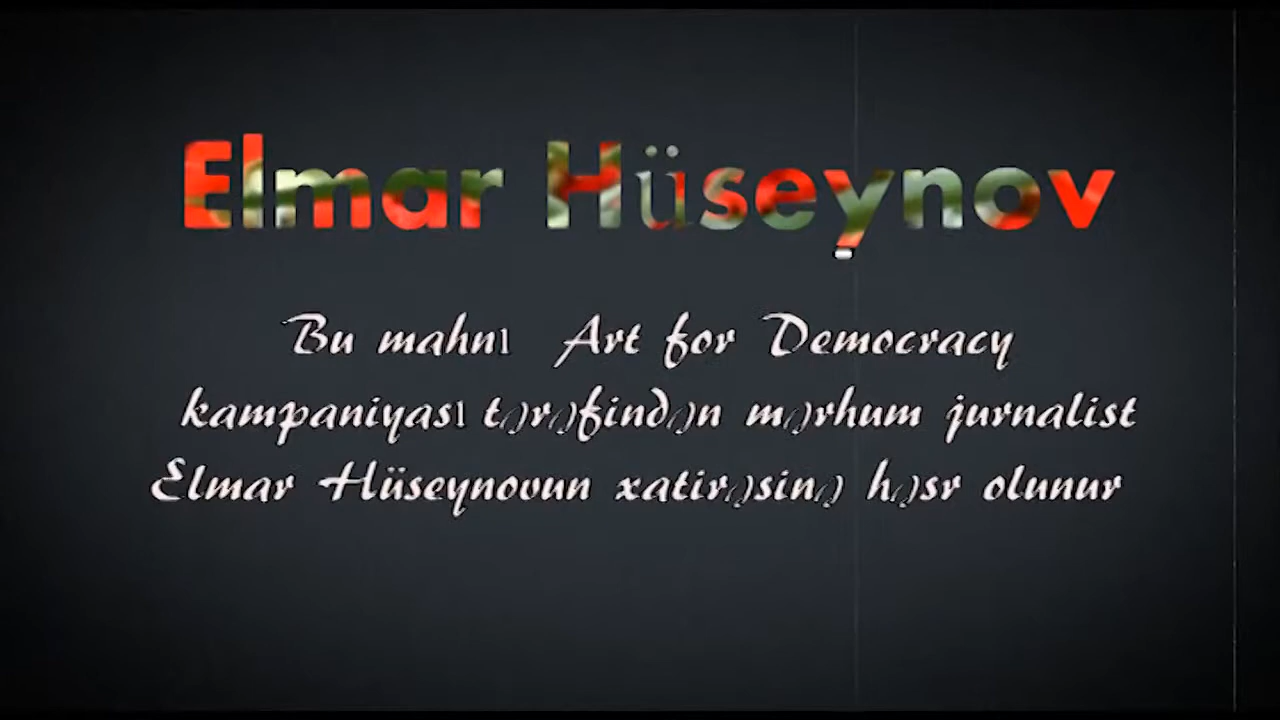 Elmar Hüseynov
Bu mahnı Art for Democracy
kampaniyası tərəfindən mərhum jurnalist
Elmar Hüseynovun xatirəsinə həsr olunur